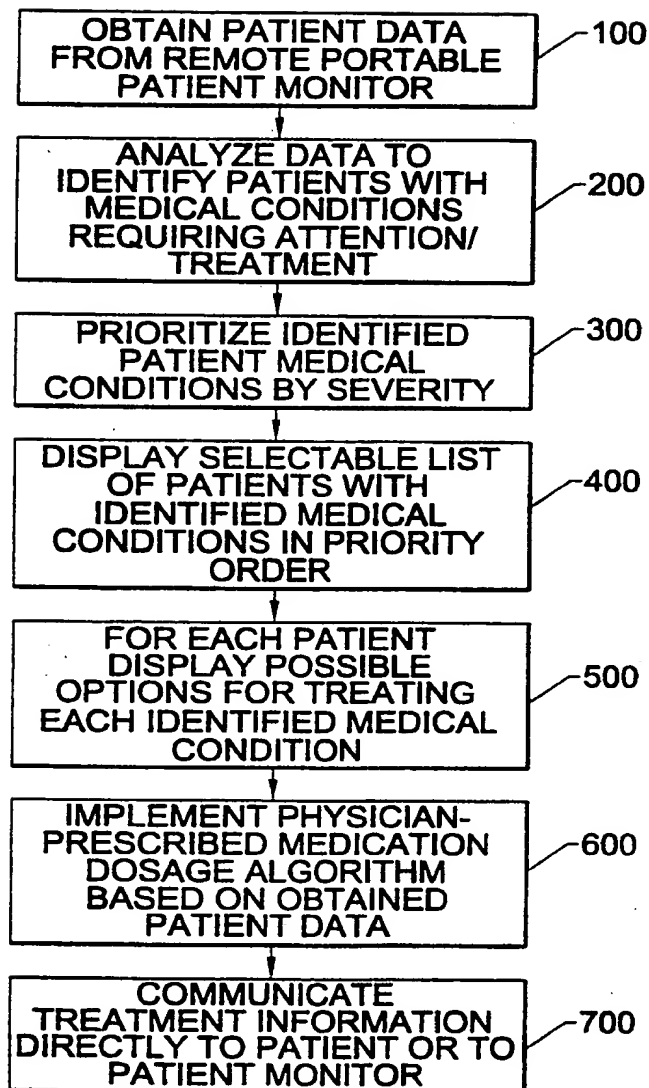 OBTAIN PATIENT DATA
FROM REMOTE PORTABLE
PATIENT MONITOR
100
ANALYZE DATA TO
IDENTIFY PATIENTS WITH
MEDICAL CONDITIONS
REQUIRING ATTENTION/
TREATMENT
200
PRIORITIZE IDENTIFIED
PATIENT MEDICAL
CONDITIONS BY SEVERITY
300
DISPLAY SELECTABLE LIST
OF PATIENTS WITH
IDENTIFIED MEDICAL
CONDITIONS IN PRIORITY
ORDER
400
FOR EACH PATIENT
DISPLAY POSSIBLE
OPTIONS FOR TREATING
EACH IDENTIFIED MEDICAL
CONDITION
500
IMPLEMENT PHYSICIAN-
PRESCRIBED MEDICATION
DOSAGE ALGORITHM
BASED ON OBTAINED
PATIENT DATA
600
COMMUNICATE
TREATMENT INFORMATION
DIRECTLY TO PATIENT OR TO
PATIENT MONITOR
700